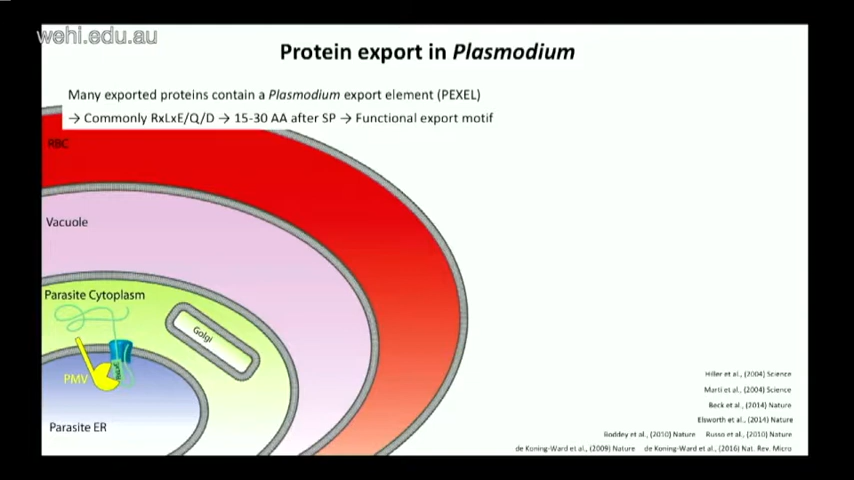 wehi.edu.au
Protein export in Plasmodium
Many exported proteins contain a Plasmodium export element (PEXEL)
→ Commonly RxLxE/Q/D → 15-30 AA after SP → Functional export motif
RBC
Vacuole
Parasite Cytoplasm
Golgi
PMV
Parasite ER
Hiller et al., (2004) Science
Marti et al., (2004) Science
Beck et al., (2014) Nature
Elsworth et al., (2014) Nature
Boddey et al., (2010) Nature Russo et al., (2010) Nature
de Koning-Ward et al., (2009) Nature de Koning-Ward et al., (2016) Nat. Rev. Micro